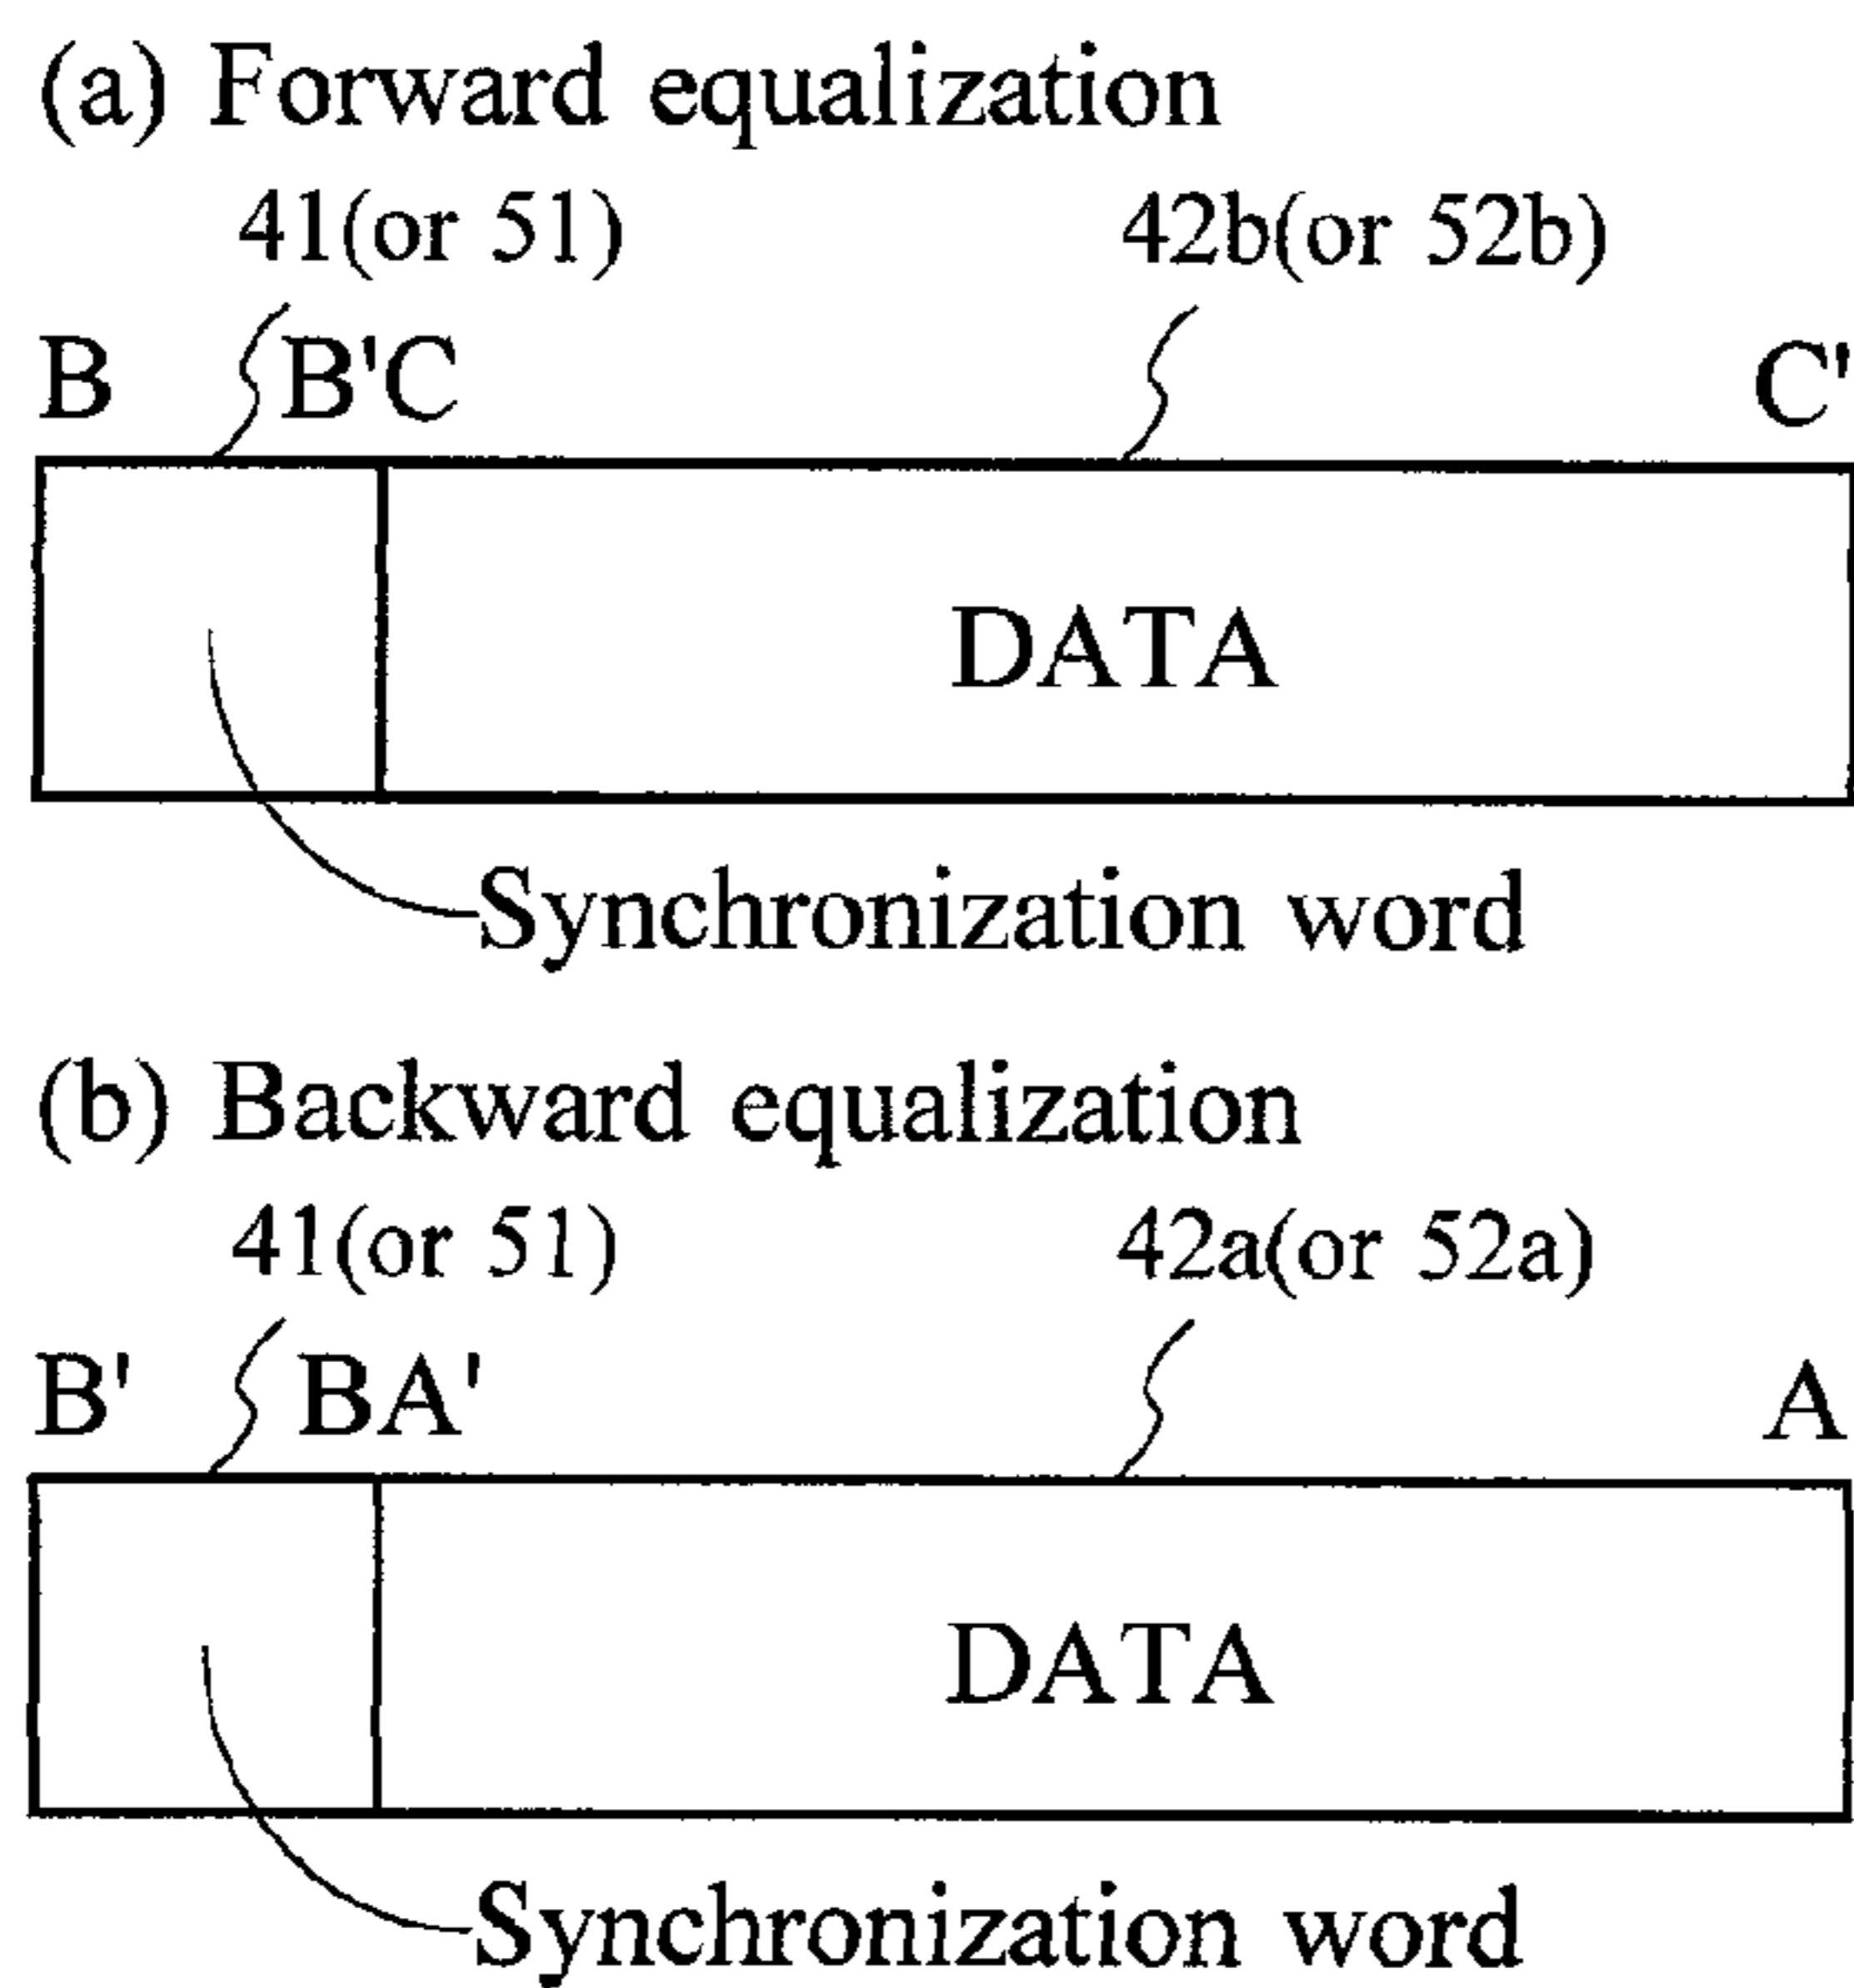 (a) Forward equalization
41(or 51) 42b(or 52b)
B B'C C'
DATA
Synchronization word
(b) Backward equalization
41(or 51) 42a(or 52a)
B' BA' A
DATA
Synchronization word